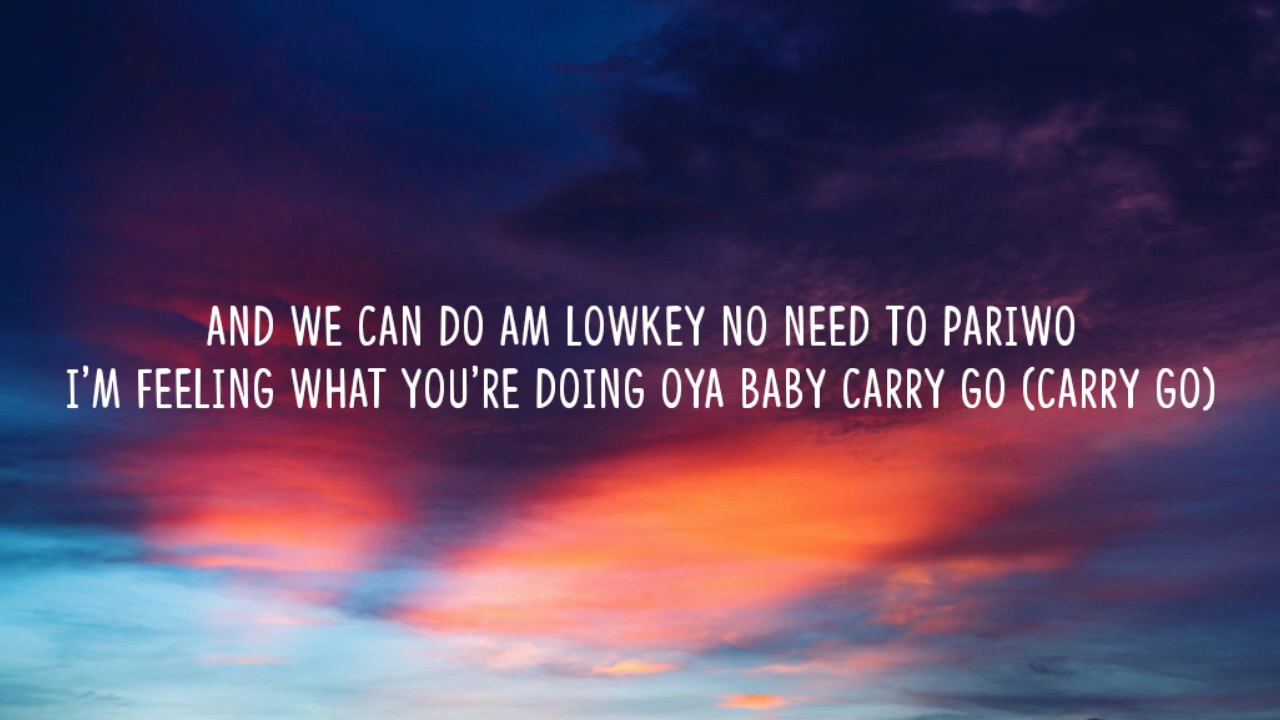 AND WE CAN DO AM LOWKEY NO NEED TO PARIWO
I'M FEELING WHAT YOU'RE DOING OYA BABY CARRY GO (CARRY GO)